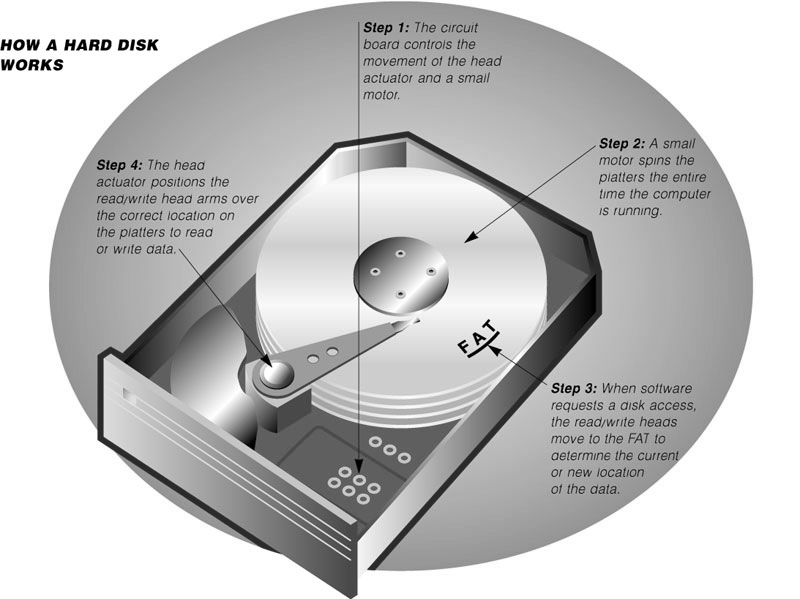 HOW A HARD DISK
WORKS
Step 1: The circuit
board controls the
movement of the head
actuator and a small
motor.
Step 2: A small
motor spins the
platters the entire
time the computer
is running.
Step 4: The head
actuator positions the
read/write head arms over
the correct location on
the platters to read
or write data.
FAT
Step 3: When software
requests a disk access,
the read/write heads
move to the FAT to
determine the current
or new location
of the data.